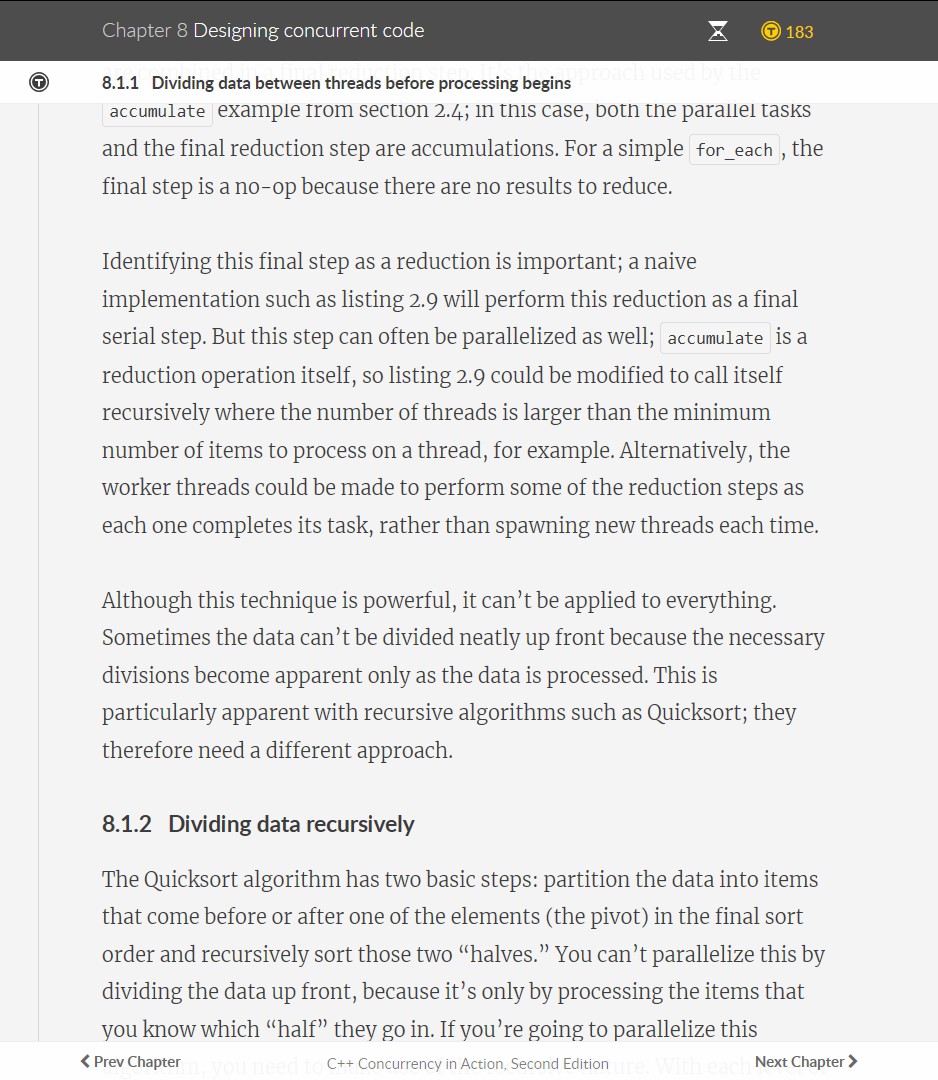 Chapter 8 Designing concurrent code
183
are combined in a final reduction step. It's the approach used by the
8.1.1 Dividing data between threads before processing begins
accumulate example from section 2.4; in this case, both the parallel tasks
and the final reduction step are accumulations. For a simple for_each, the
final step is a no-op because there are no results to reduce.
Identifying this final step as a reduction is important; a naive
implementation such as listing 2.9 will perform this reduction as a final
serial step. But this step can often be parallelized as well; accumulate is a
reduction operation itself, so listing 2.9 could be modified to call itself
recursively where the number of threads is larger than the minimum
number of items to process on a thread, for example. Alternatively, the
worker threads could be made to perform some of the reduction steps as
each one completes its task, rather than spawning new threads each time.
Although this technique is powerful, it can’t be applied to everything.
Sometimes the data can’t be divided neatly up front because the necessary
divisions become apparent only as the data is processed. This is
particularly apparent with recursive algorithms such as Quicksort; they
therefore need a different approach.
8.1.2 Dividing data recursively
The Quicksort algorithm has two basic steps: partition the data into items
that come before or after one of the elements (the pivot) in the final sort
order and recursively sort those two “halves.” You can’t parallelize this by
dividing the data up front, because it’s only by processing the items that
you know which “half” they go in. If you’re going to parallelize this
Prev Chapter
C++ Concurrency in Action, Second Edition
Next Chapter